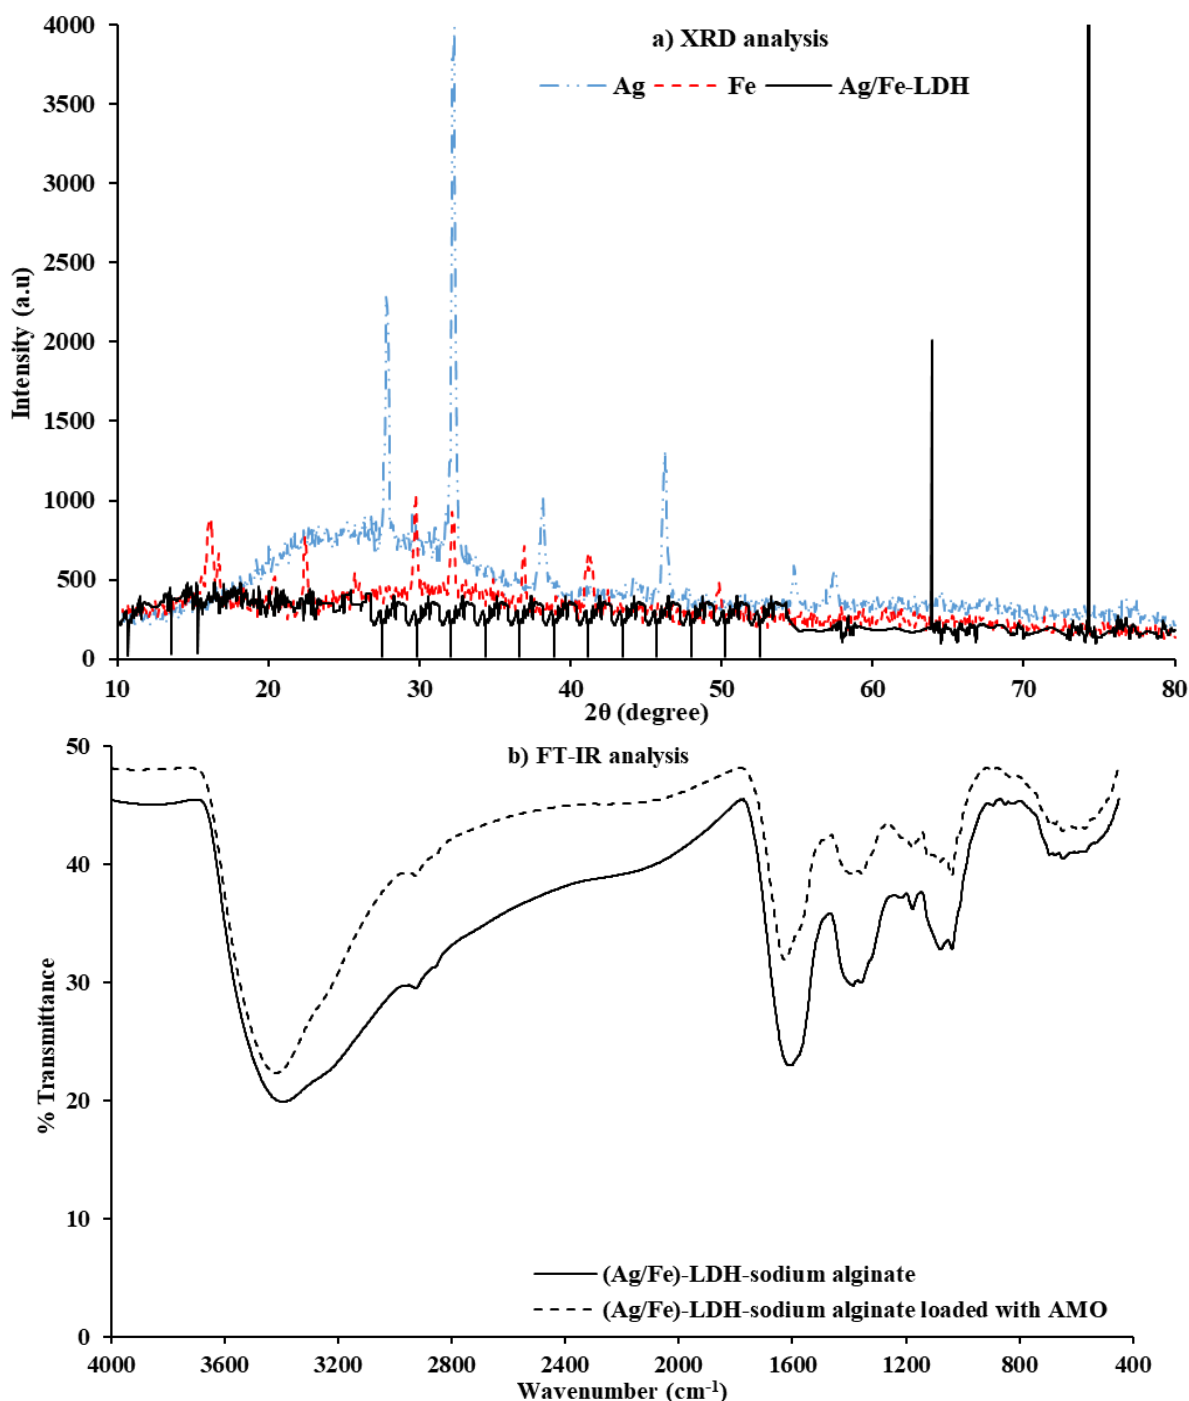 a) XRD analysis
Ag Fe Ag/Fe-LDH
4000
3500
3000
2500
2000
1500
1000
500
0
Intensity (a.u)
10 20 30 40 50 60 70 80
2θ (degree)
b) FT-IR analysis
50
40
30
20
10
0
% Transmittance
(Ag/Fe)-LDH-sodium alginate
(Ag/Fe)-LDH-sodium alginate loaded with AMO
4000 3600 3200 2800 2400 2000 1600 1200 800 400
Wavenumber (cm⁻¹)